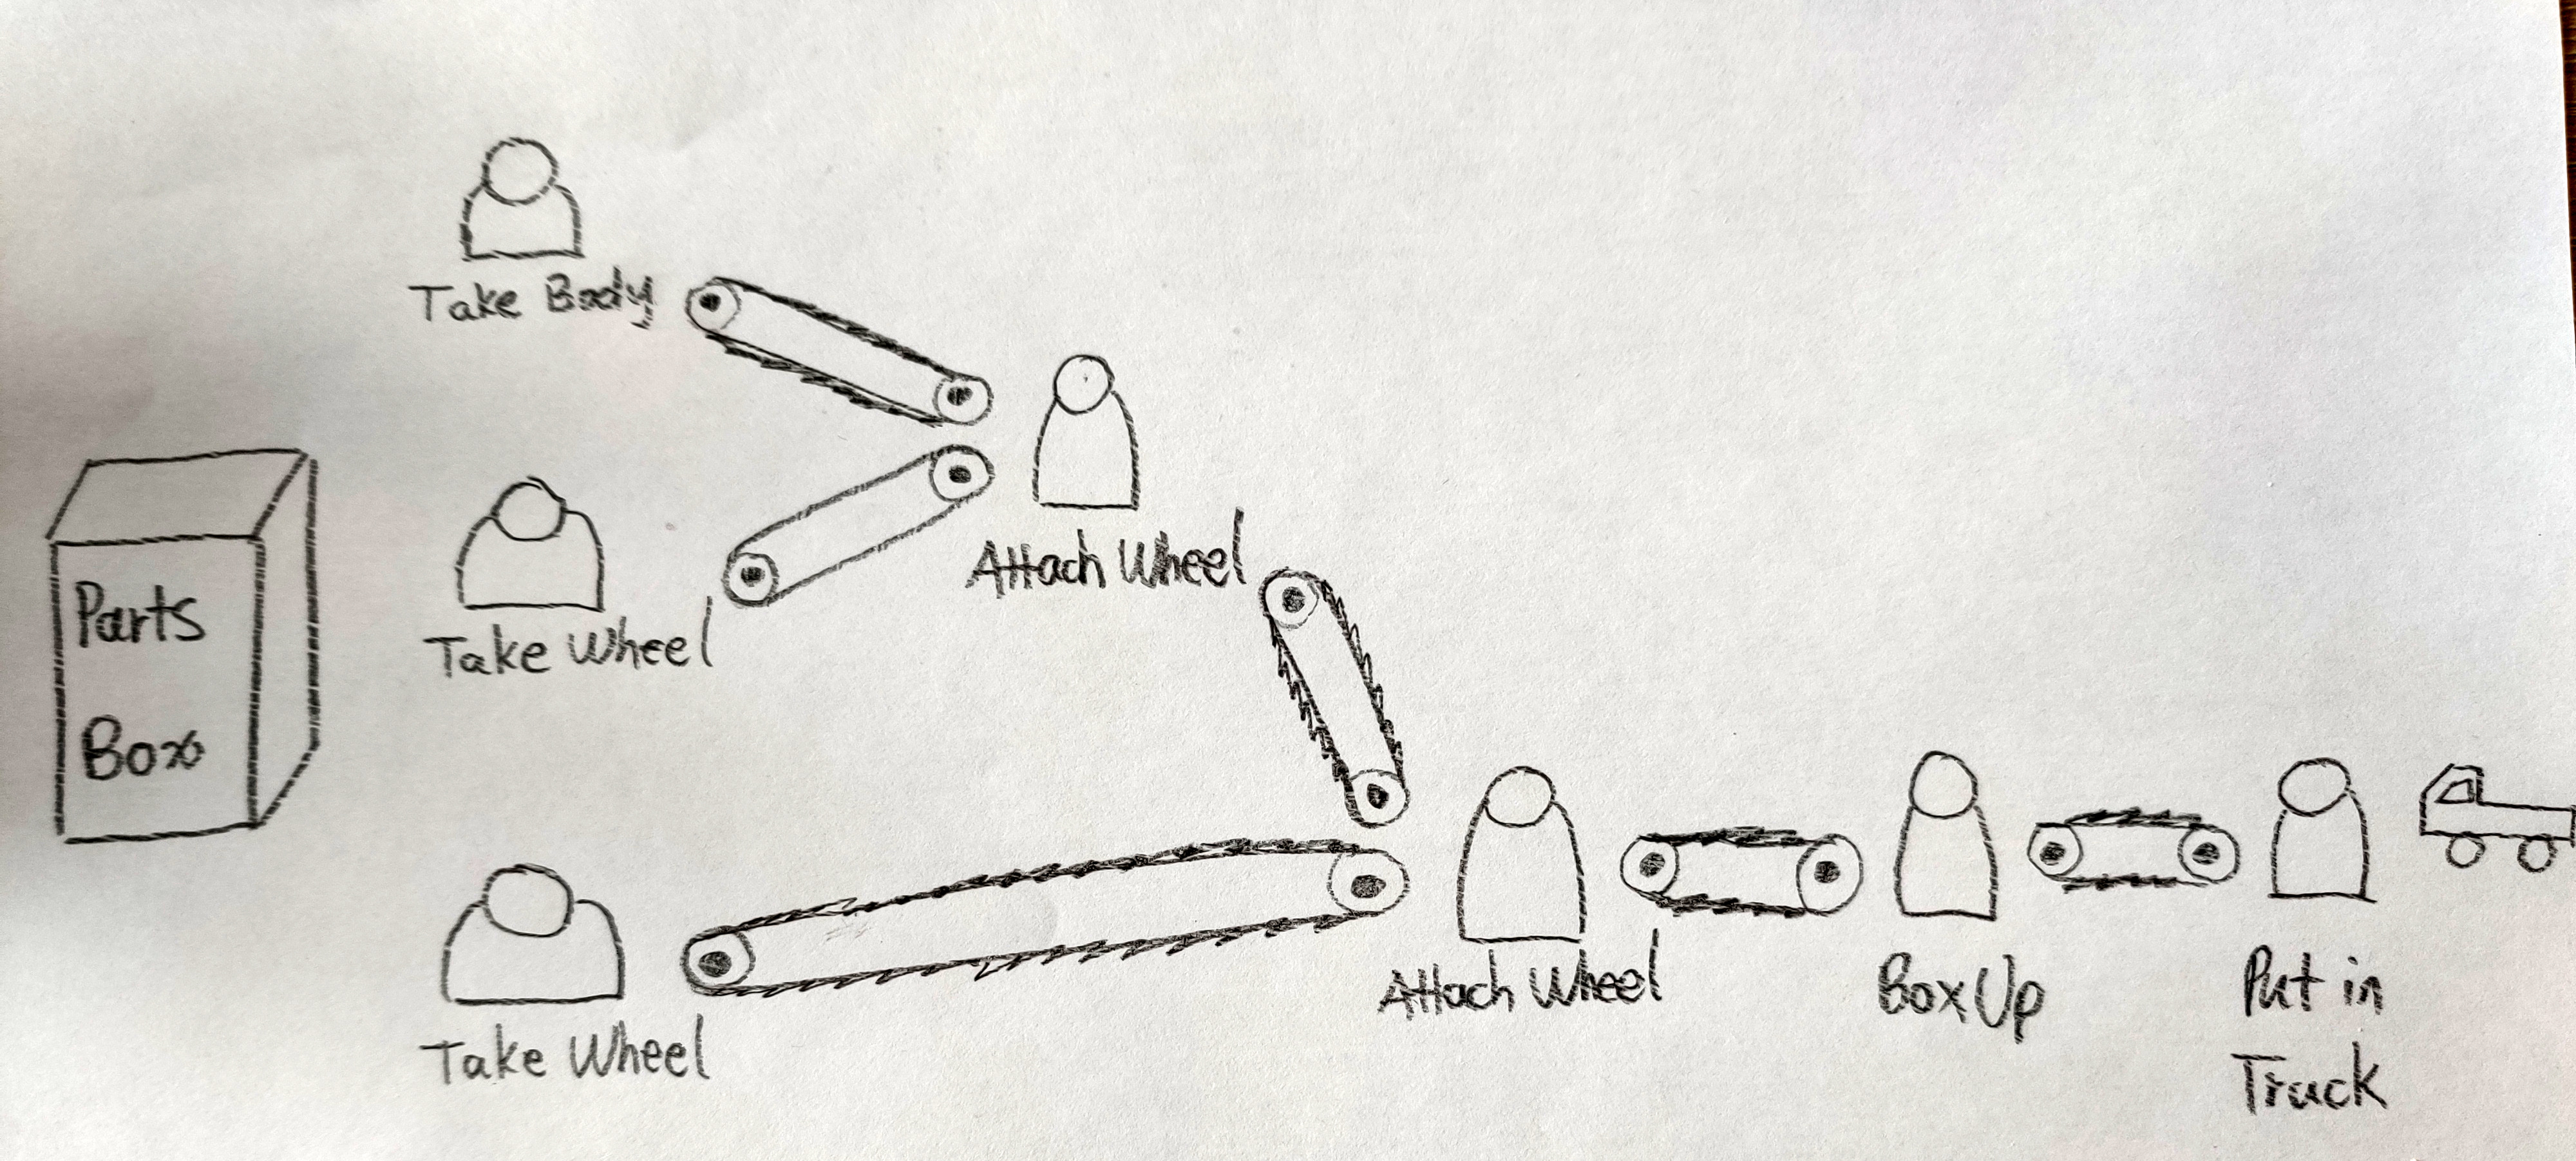 Take Body
Parts
Box
Take Wheel
Attach Wheel
Take Wheel
Attach Wheel
Box Up
Put in
Truck